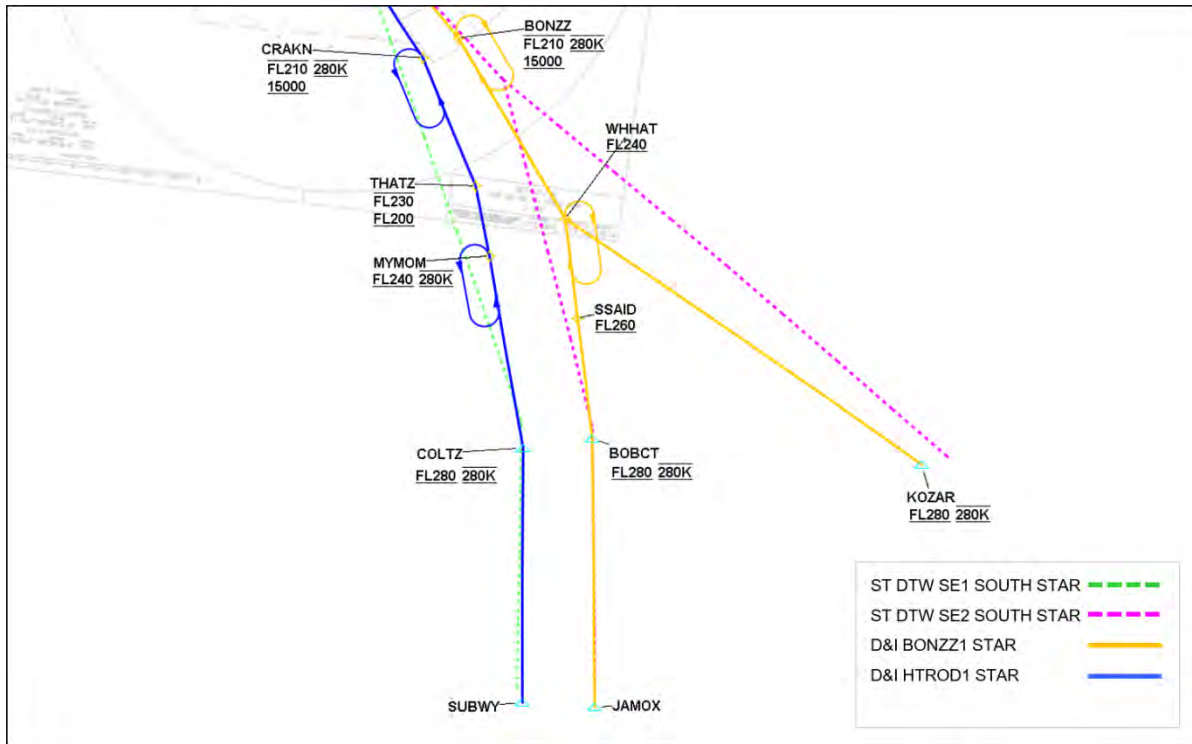 BONZZ
FL210 280K
15000
CRAKN
FL210 280K
15000
WHHAT
FL240
THATZ
FL230
FL200
MYMOM
FL240 280K
SSAID
FL260
COLTZ
FL280 280K
BOBCT
FL280 280K
KOZAR
FL280 280K
SUBWY
JAMOX
ST DTW SE1 SOUTH STAR
ST DTW SE2 SOUTH STAR
D&I BONZZ1 STAR
D&I HTROD1 STAR